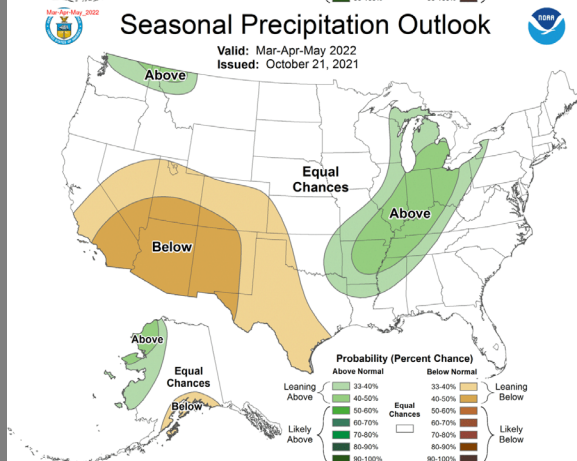 Mar-Apr-May_2022
NOAA
Seasonal Precipitation Outlook
Valid: Mar-Apr-May 2022
Issued: October 21, 2021
Above
Equal
Chances
Above
Below
Above
Equal
Chances
Below
Probability (Percent Chance)
Above Normal Below Normal
Leaning Above
33-40% 33-40%
40-50% 40-50%
Leaning Below
Equal Chances
Likely Above
50-60% 50-60%
60-70% 60-70%
70-80% 70-80%
80-90% 80-90%
90-100% 90-100%
Likely Below